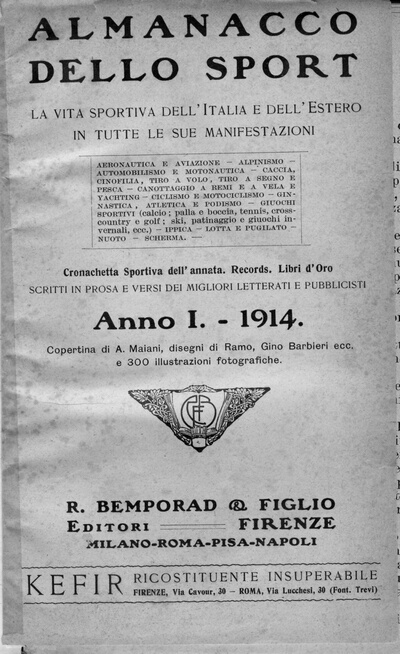 ALMANACCO
DELLO SPORT
LA VITA SPORTIVA DELL'ITALIA E DELL'ESTERO
IN TUTTE LE SUE MANIFESTAZIONI
AERONAUTICA E AVIAZIONE — ALPINISMO —
AUTOMOBILISMO E MOTONAUTICA — CACCIA,
CINOFILIA, TIRO A VOLO, TIRO A SEGNO E
PESCA — CANOTTAGGIO A REMI E A VELA E
YACHTING — CICLISMO E MOTOCICLISMO — GIN-
NASTICA, ATLETICA E PODISMO — GIUOCHI
SPORTIVI (calcio; palla e boccia, tennis, cross-
country e golf; ski, patinaggio e giuochi in-
vernali, ecc.) — IPPICA — LOTTA E PUGILATO —
NUOTO — SCHERMA. —
Cronachetta Sportiva dell'annata. Records. Libri d'Oro
SCRITTI IN PROSA E VERSI DEI MIGLIORI LETTERATI E PUBBLICISTI
Anno I. - 1914.
Copertina di A. Maiani, disegni di Ramo, Gino Barbieri ecc.
e 300 illustrazioni fotografiche.
R. BEMPORAD & FIGLIO
EDITORI FIRENZE
MILANO-ROMA-PISA-NAPOLI
KEFIR RICOSTITUENTE INSUPERABILE
FIRENZE, Via Cavour, 30 — ROMA, Via Lucchesi, 30 (Font. Trevi)